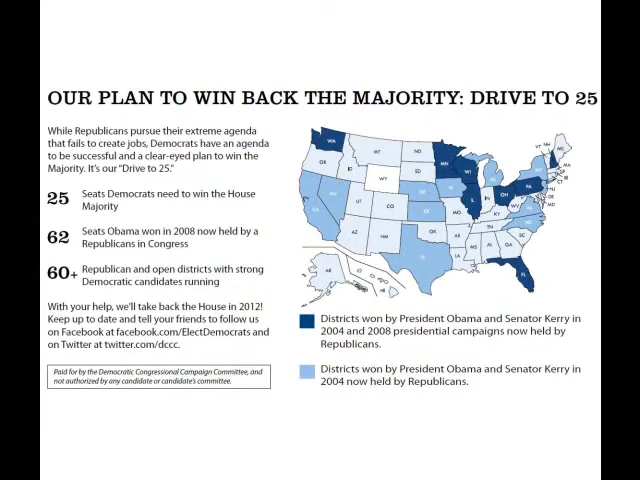 OUR PLAN TO WIN BACK THE MAJORITY: DRIVE TO 25
While Republicans pursue their extreme agenda
that fails to create jobs, Democrats have an agenda
to be successful and a clear-eyed plan to win the
Majority. It's our "Drive to 25."
25 Seats Democrats need to win the House
Majority
62 Seats Obama won in 2008 now held by a
Republicans in Congress
60+ Republican and open districts with strong
Democratic candidates running
With your help, we'll take back the House in 2012!
Keep up to date and tell your friends to follow us
on Facebook at facebook.com/ElectDemocrats and
on Twitter at twitter.com/dccc.
Paid for by the Democratic Congressional Campaign Committee, and
not authorized by any candidate or candidate's committee.
WA
MT
ND
MN
VT
NH
ME
OR
ID
SD
WI
MI
NY
MA
WY
CT
NJ
NV
NE
IA
PA
DE
MD
UT
CO
IL
IN
OH
WV
CA
KS
MO
KY
VA
NC
AZ
NM
OK
AR
TN
SC
MS
AL
GA
TX
LA
FL
AK
HI
Districts won by President Obama and Senator Kerry in
2004 and 2008 presidential campaigns now held by
Republicans.
Districts won by President Obama and Senator Kerry in
2004 now held by Republicans.